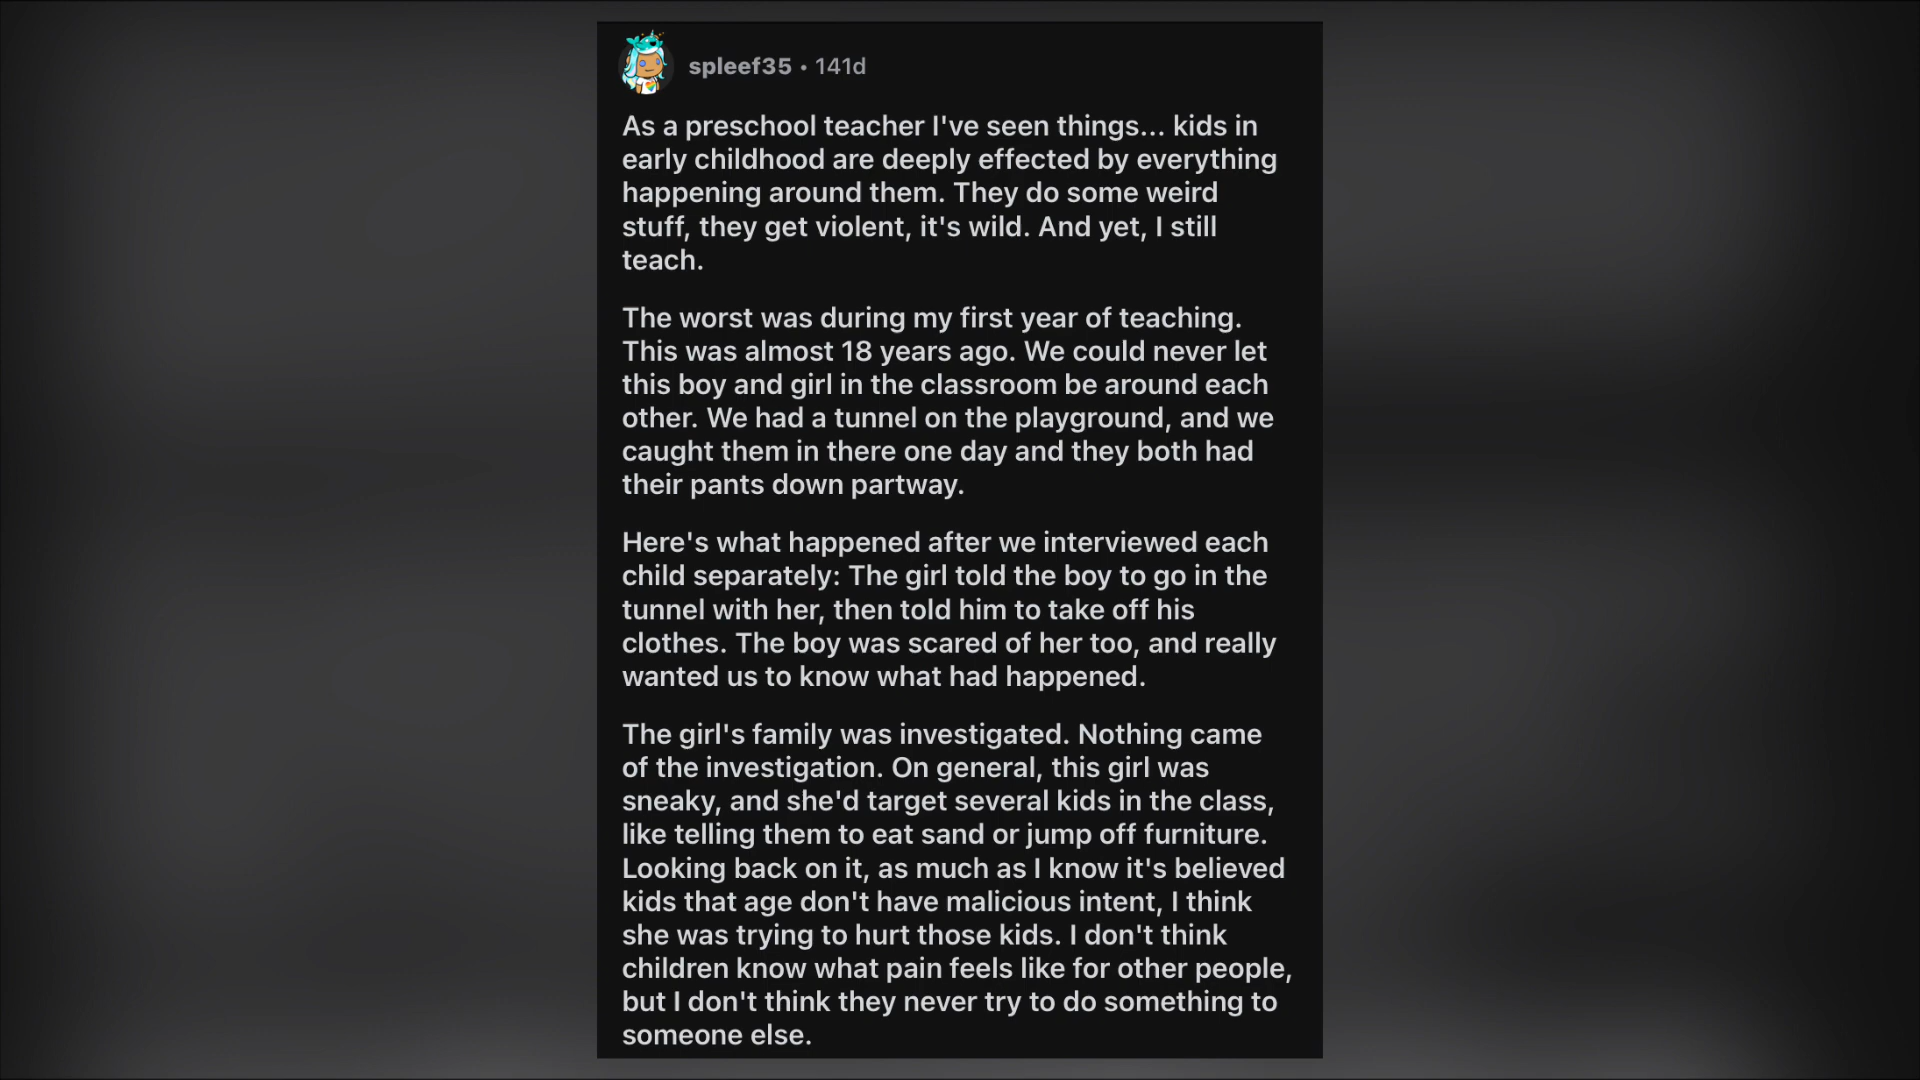 spleef35 • 141d
As a preschool teacher I've seen things... kids in
early childhood are deeply effected by everything
happening around them. They do some weird
stuff, they get violent, it's wild. And yet, I still
teach.
The worst was during my first year of teaching.
This was almost 18 years ago. We could never let
this boy and girl in the classroom be around each
other. We had a tunnel on the playground, and we
caught them in there one day and they both had
their pants down partway.
Here's what happened after we interviewed each
child separately: The girl told the boy to go in the
tunnel with her, then told him to take off his
clothes. The boy was scared of her too, and really
wanted us to know what had happened.
The girl's family was investigated. Nothing came
of the investigation. On general, this girl was
sneaky, and she'd target several kids in the class,
like telling them to eat sand or jump off furniture.
Looking back on it, as much as I know it's believed
kids that age don't have malicious intent, I think
she was trying to hurt those kids. I don't think
children know what pain feels like for other people,
but I don't think they never try to do something to
someone else.